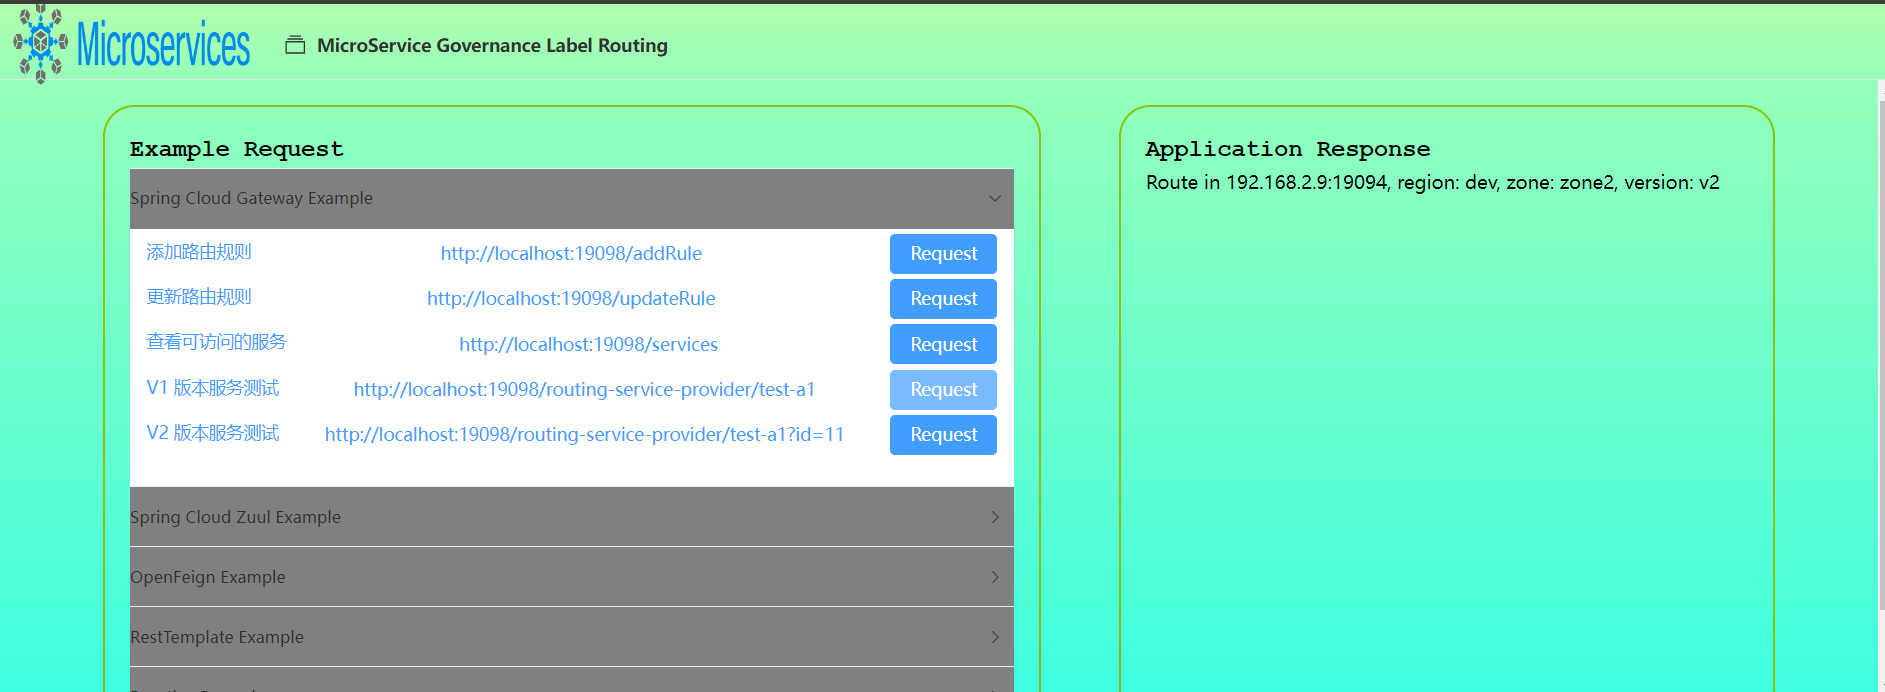 Microservices
MicroService Governance Label Routing
Example Request
Spring Cloud Gateway Example
添加路由规则 http://localhost:19098/addRule Request
更新路由规则 http://localhost:19098/updateRule Request
查看可访问的服务 http://localhost:19098/services Request
V1 版本服务测试 http://localhost:19098/routing-service-provider/test-a1 Request
V2 版本服务测试 http://localhost:19098/routing-service-provider/test-a1?id=11 Request
Spring Cloud Zuul Example
OpenFeign Example
RestTemplate Example
Application Response
Route in 192.168.2.9:19094, region: dev, zone: zone2, version: v2